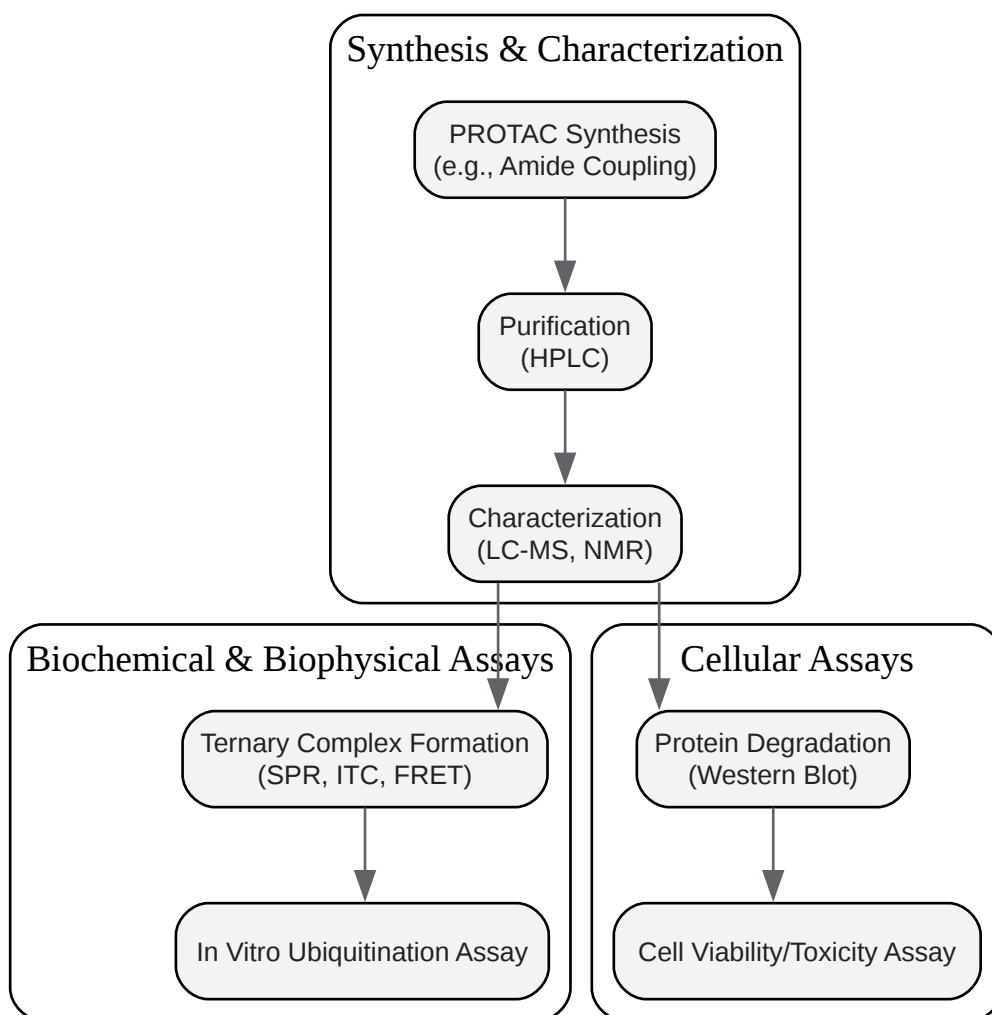 Synthesis & Characterization
PROTAC Synthesis
(e.g., Amide Coupling)
Purification
(HPLC)
Characterization
(LC-MS, NMR)
Biochemical & Biophysical Assays
Ternary Complex Formation
(SPR, ITC, FRET)
In Vitro Ubiquitination Assay
Cellular Assays
Protein Degradation
(Western Blot)
Cell Viability/Toxicity Assay